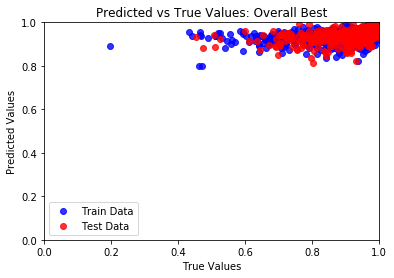 Predicted vs True Values: Overall Best
1.0
0.8
0.6
0.4
0.2
0.0
Predicted Values
Train Data
Test Data
0.0 0.2 0.4 0.6 0.8 1.0
True Values